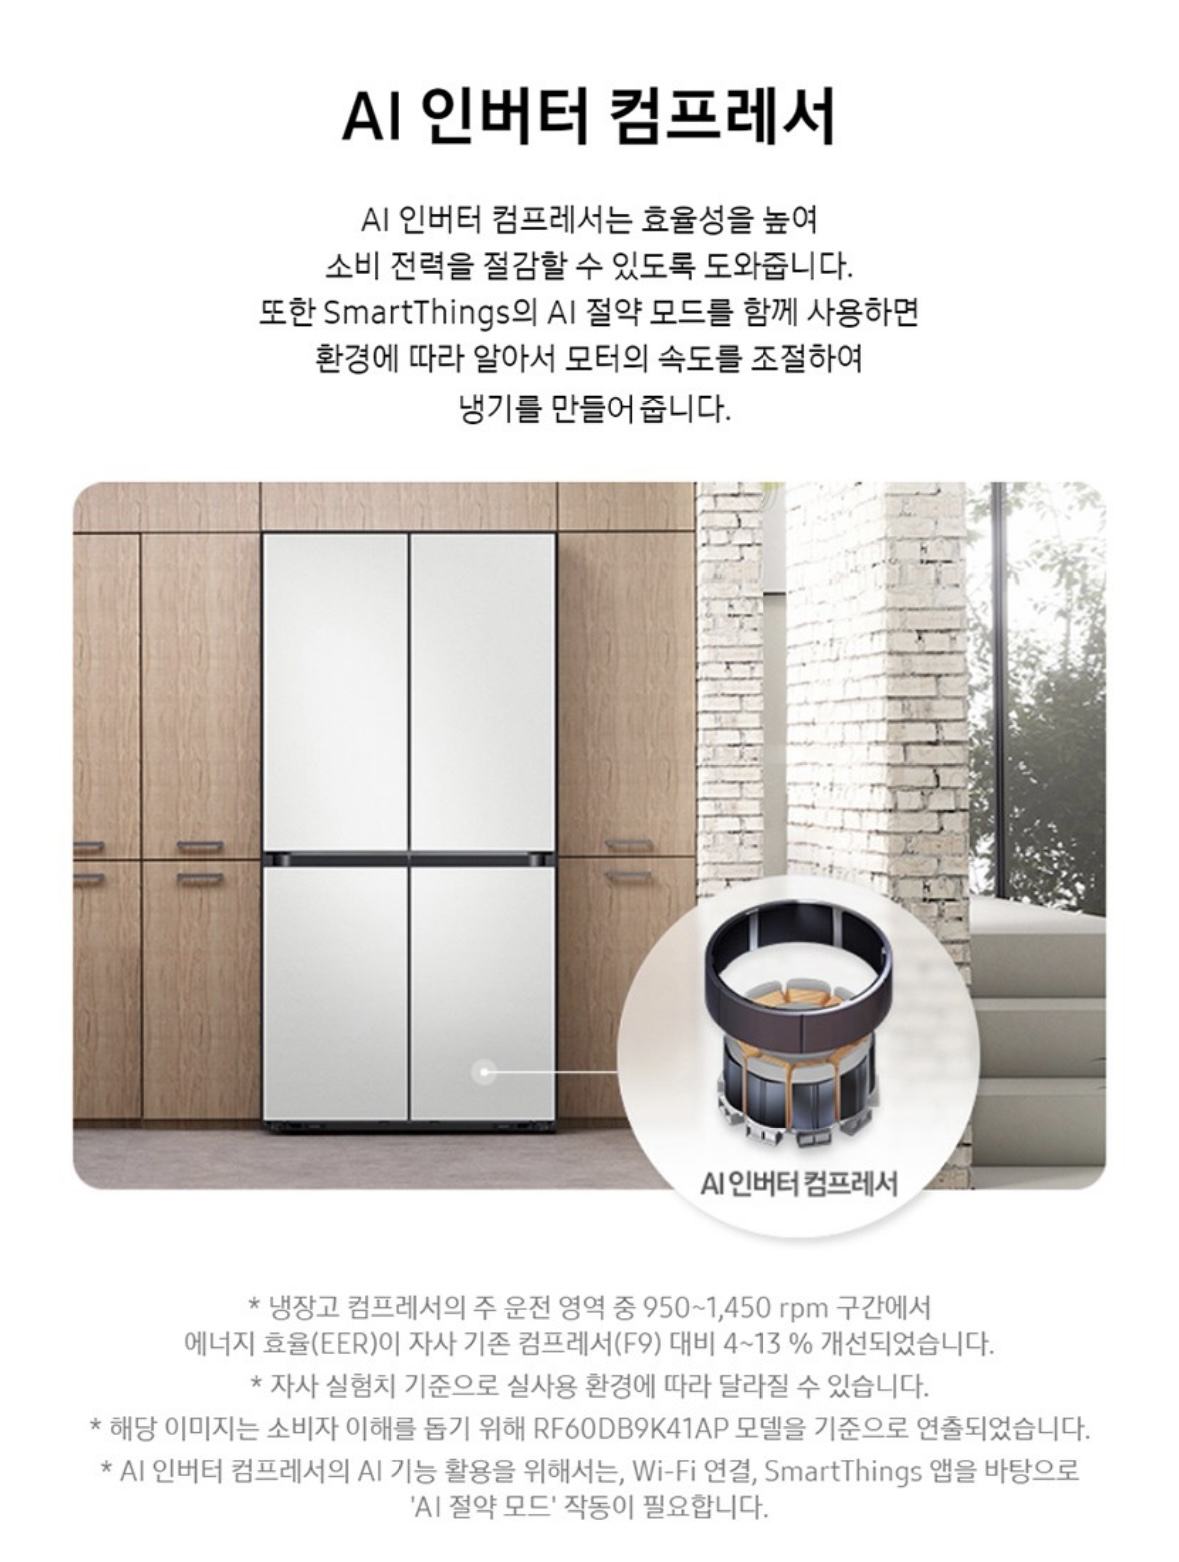 AI 인버터 컴프레서
AI 인버터 컴프레서는 효율성을 높여
소비 전력을 절감할 수 있도록 도와줍니다.
또한 SmartThings의 AI 절약 모드를 함께 사용하면
환경에 따라 알아서 모터의 속도를 조절하여
냉기를 만들어줍니다.
AI 인버터 컴프레서
* 냉장고 컴프레서의 주 운전 영역 중 950~1,450 rpm 구간에서
에너지 효율(EER)이 자사 기존 컴프레서(F9) 대비 4~13 % 개선되었습니다.
* 자사 실험치 기준으로 실사용 환경에 따라 달라질 수 있습니다.
* 해당 이미지는 소비자 이해를 돕기 위해 RF60DB9K41AP 모델을 기준으로 연출되었습니다.
* AI 인버터 컴프레서의 AI 기능 활용을 위해서는, Wi-Fi 연결, SmartThings 앱을 바탕으로
'AI 절약 모드' 작동이 필요합니다.